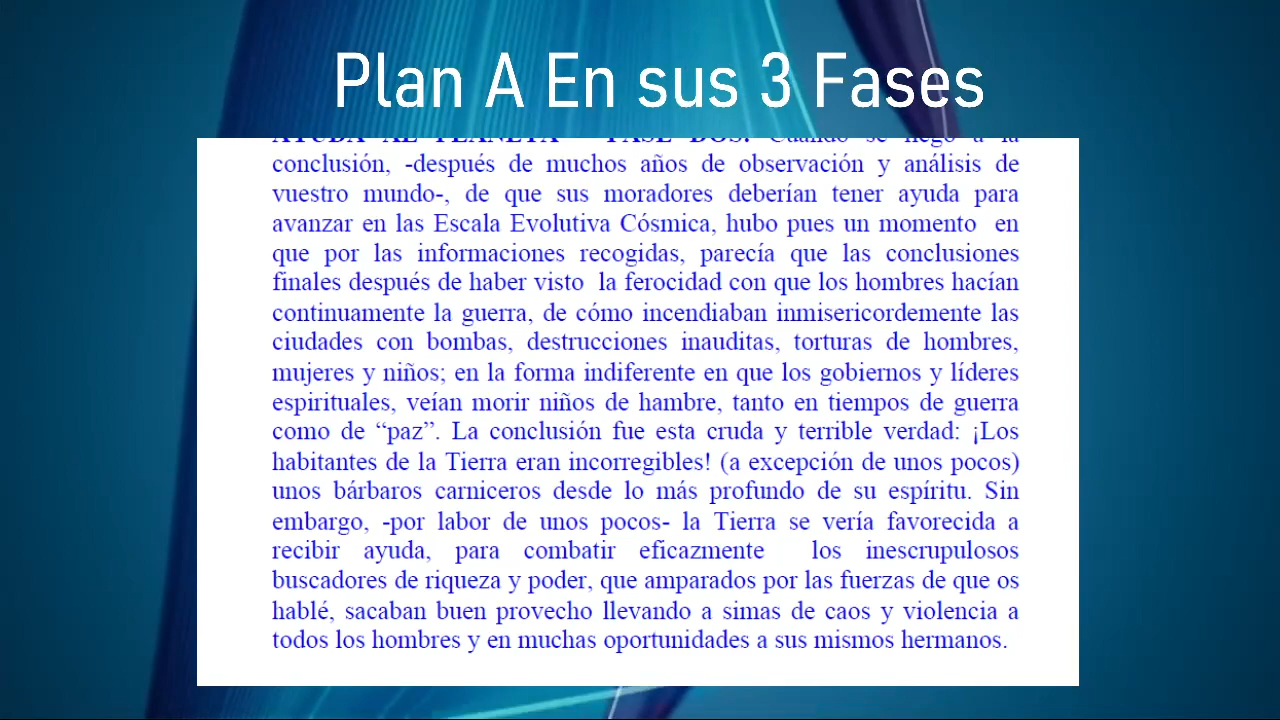 Plan A En sus 3 Fases
AYUDA AL PLANETA – FASE DOS: Cuando se llegó a la
conclusión, -después de muchos años de observación y análisis de
vuestro mundo-, de que sus moradores deberían tener ayuda para
avanzar en las Escala Evolutiva Cósmica, hubo pues un momento en
que por las informaciones recogidas, parecía que las conclusiones
finales después de haber visto la ferocidad con que los hombres hacían
continuamente la guerra, de cómo incendiaban inmisericordemente las
ciudades con bombas, destrucciones inauditas, torturas de hombres,
mujeres y niños; en la forma indiferente en que los gobiernos y líderes
espirituales, veían morir niños de hambre, tanto en tiempos de guerra
como de “paz”. La conclusión fue esta cruda y terrible verdad: ¡Los
habitantes de la Tierra eran incorregibles! (a excepción de unos pocos)
unos bárbaros carniceros desde lo más profundo de su espíritu. Sin
embargo, -por labor de unos pocos- la Tierra se vería favorecida a
recibir ayuda, para combatir eficazmente los inescrupulosos
buscadores de riqueza y poder, que amparados por las fuerzas de que os
hablé, sacaban buen provecho llevando a simas de caos y violencia a
todos los hombres y en muchas oportunidades a sus mismos hermanos.